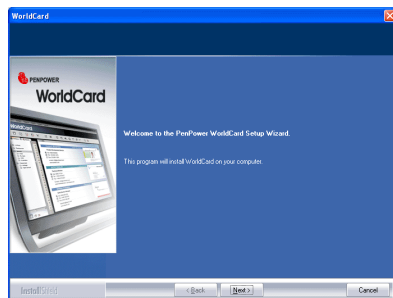 WorldCard
PENPOWER
WorldCard
WorldCard
Welcome to the PenPower WorldCard Setup Wizard.
This program will install WorldCard on your computer.
InstallShield
< Back
Next >
Cancel